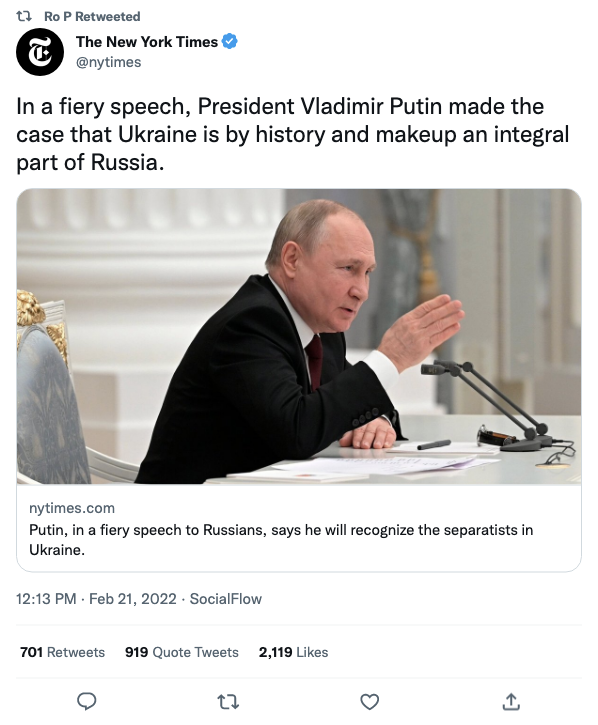 Ro P Retweeted
The New York Times
@nytimes
In a fiery speech, President Vladimir Putin made the
case that Ukraine is by history and makeup an integral
part of Russia.
nytimes.com
Putin, in a fiery speech to Russians, says he will recognize the separatists in
Ukraine.
12:13 PM · Feb 21, 2022 · SocialFlow
701 Retweets 919 Quote Tweets 2,119 Likes